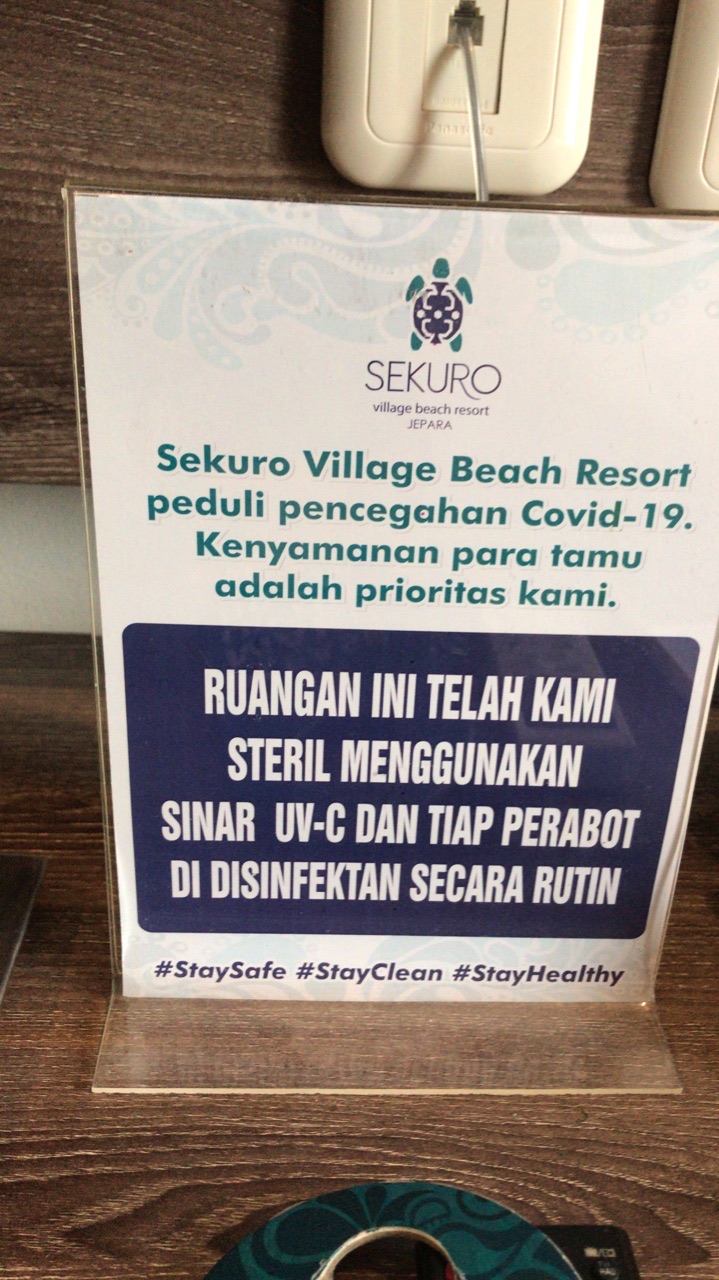 Panasonic
SEKURO
village beach resort
JEPARA
Sekuro Village Beach Resort
peduli pencegahan Covid-19.
Kenyamanan para tamu
adalah prioritas kami.
RUANGAN INI TELAH KAMI
STERIL MENGGUNAKAN
SINAR UV-C DAN TIAP PERABOT
DI DISINFEKTAN SECARA RUTIN
#StaySafe #StayClean #StayHealthy